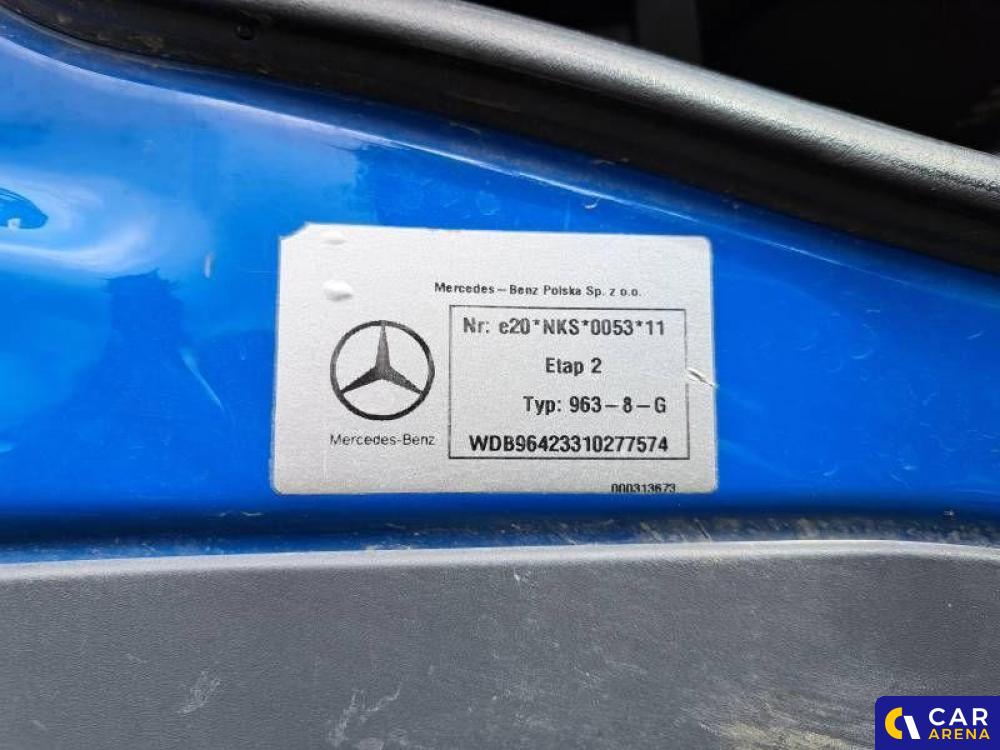 Mercedes – Benz Polska Sp. z o.o.
Nr: e20*NKS*0053*11
Etap 2
Typ: 963–8–G
WDB96423310277574
Mercedes-Benz
000313673
CAR
ARENA